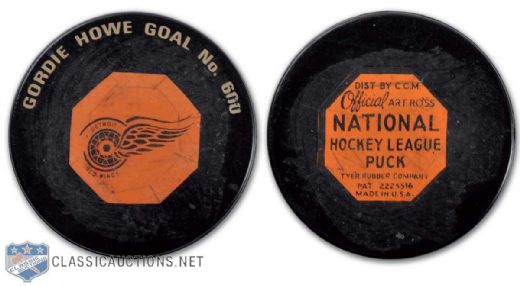 GORDIE HOWE GOAL No. 600
DETROIT
RED WINGS
DIST. BY C.C.M.
Official ART ROSS
NATIONAL
HOCKEY LEAGUE
PUCK
TYER RUBBER COMPANY
PAT. 2226516
MADE IN U.S.A.
CLASSICAUCTIONS.NET